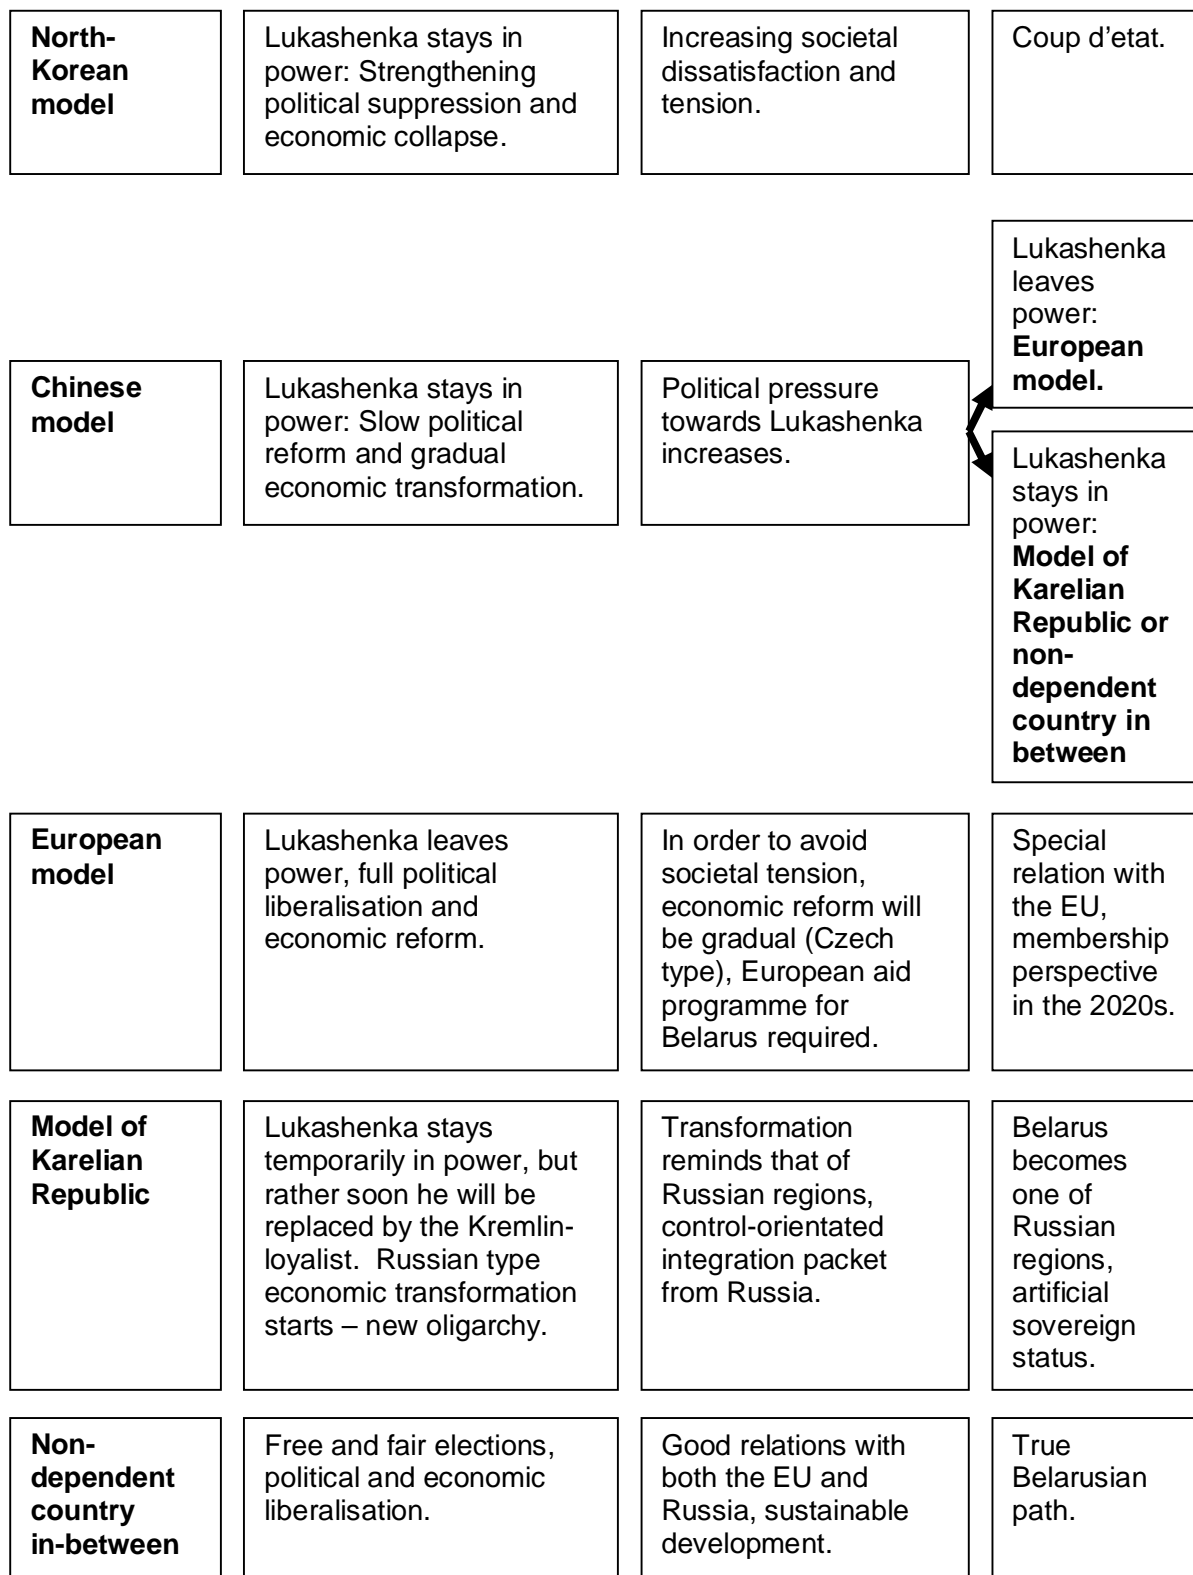 North-
Korean
model
Lukashenka stays in
power: Strengthening
political suppression and
economic collapse.
Increasing societal
dissatisfaction and
tension.
Coup d’etat.
Chinese
model
Lukashenka stays in
power: Slow political
reform and gradual
economic transformation.
Political pressure
towards Lukashenka
increases.
Lukashenka
leaves
power:
European
model.
Lukashenka
stays in
power:
Model of
Karelian
Republic or
non-
dependent
country in
between
European
model
Lukashenka leaves
power, full political
liberalisation and
economic reform.
In order to avoid
societal tension,
economic reform will
be gradual (Czech
type), European aid
programme for
Belarus required.
Special
relation with
the EU,
membership
perspective
in the 2020s.
Model of
Karelian
Republic
Lukashenka stays
temporarily in power, but
rather soon he will be
replaced by the Kremlin-
loyalist.  Russian type
economic transformation
starts – new oligarchy.
Transformation
reminds that of
Russian regions,
control-orientated
integration packet
from Russia.
Belarus
becomes
one of
Russian
regions,
artificial
sovereign
status.
Non-
dependent
country
in-between
Free and fair elections,
political and economic
liberalisation.
Good relations with
both the EU and
Russia, sustainable
development.
True
Belarusian
path.